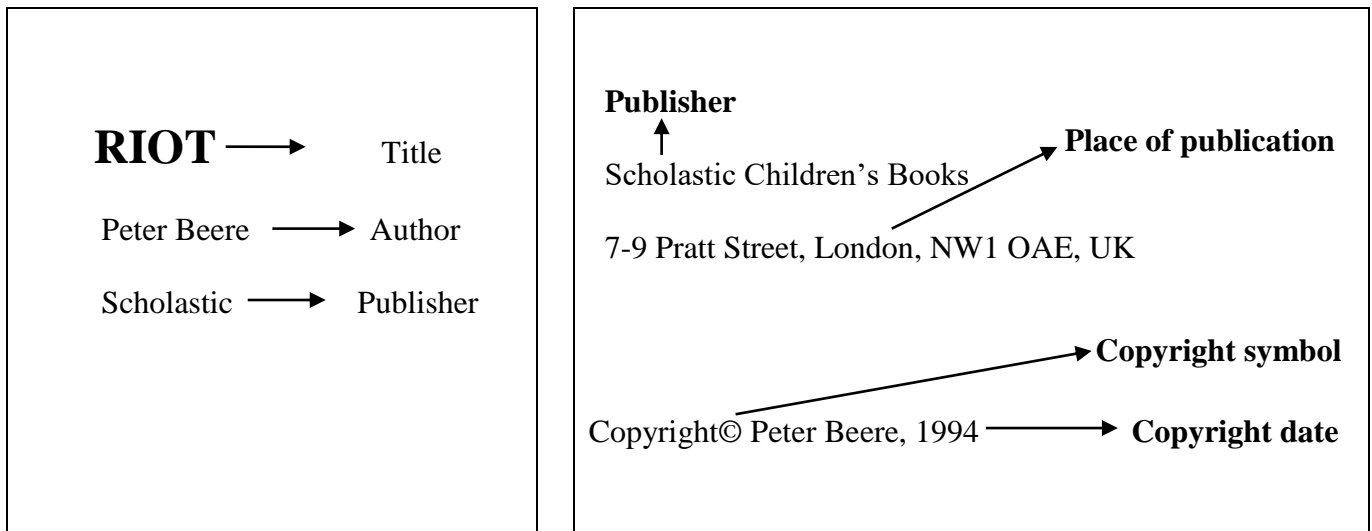 RIOT Title
Peter Beere Author
Scholastic Publisher
Publisher
Place of publication
Scholastic Children’s Books
7-9 Pratt Street, London, NW1 OAE, UK
Copyright symbol
Copyright© Peter Beere, 1994 Copyright date